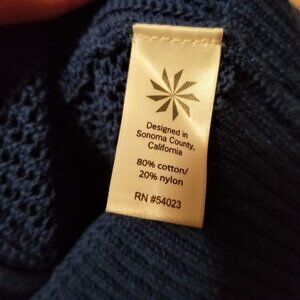 Designed in
Sonoma County,
California
80% cotton/
20% nylon
RN #54023